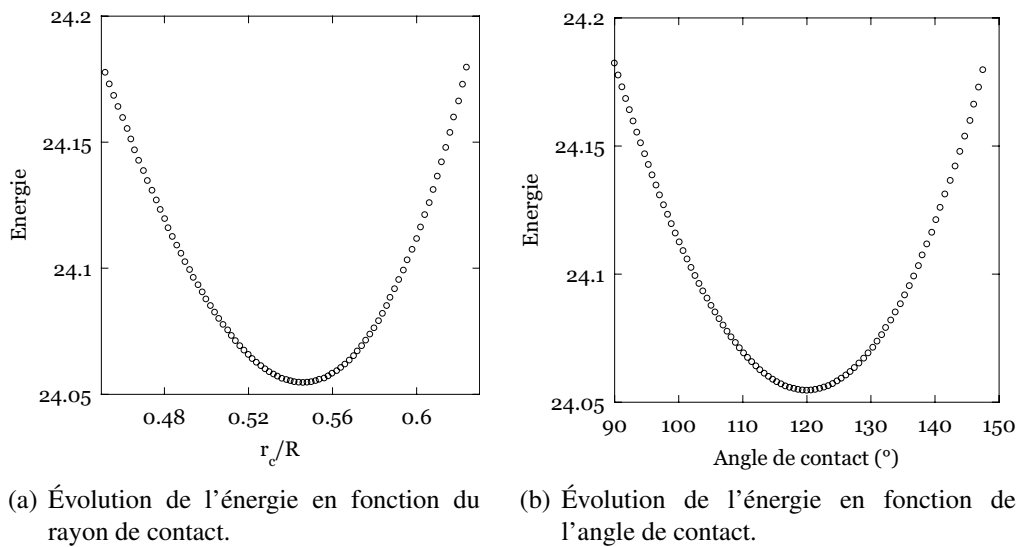 24.2
24.15
24.1
24.05
Energie
0.48 0.52 0.56 0.6
r_c/R
(a) Évolution de l'énergie en fonction du
rayon de contact.
24.2
24.15
24.1
24.05
Energie
90 100 110 120 130 140 150
Angle de contact (°)
(b) Évolution de l'énergie en fonction de
l'angle de contact.